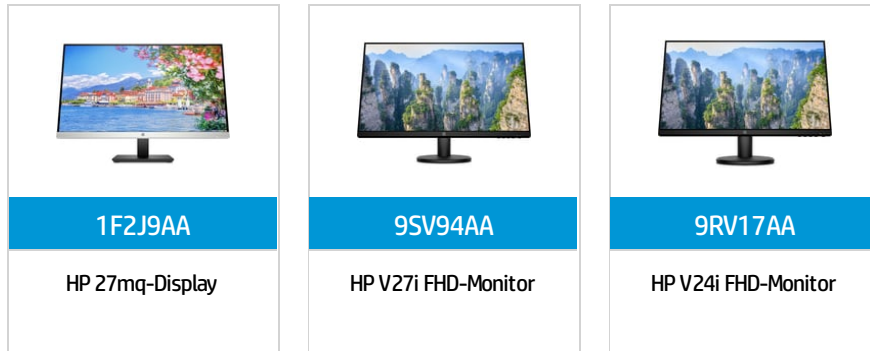 1F2J9AA
HP 27mq-Display
9SV94AA
HP V27i FHD-Monitor
9RV17AA
HP V24i FHD-Monitor